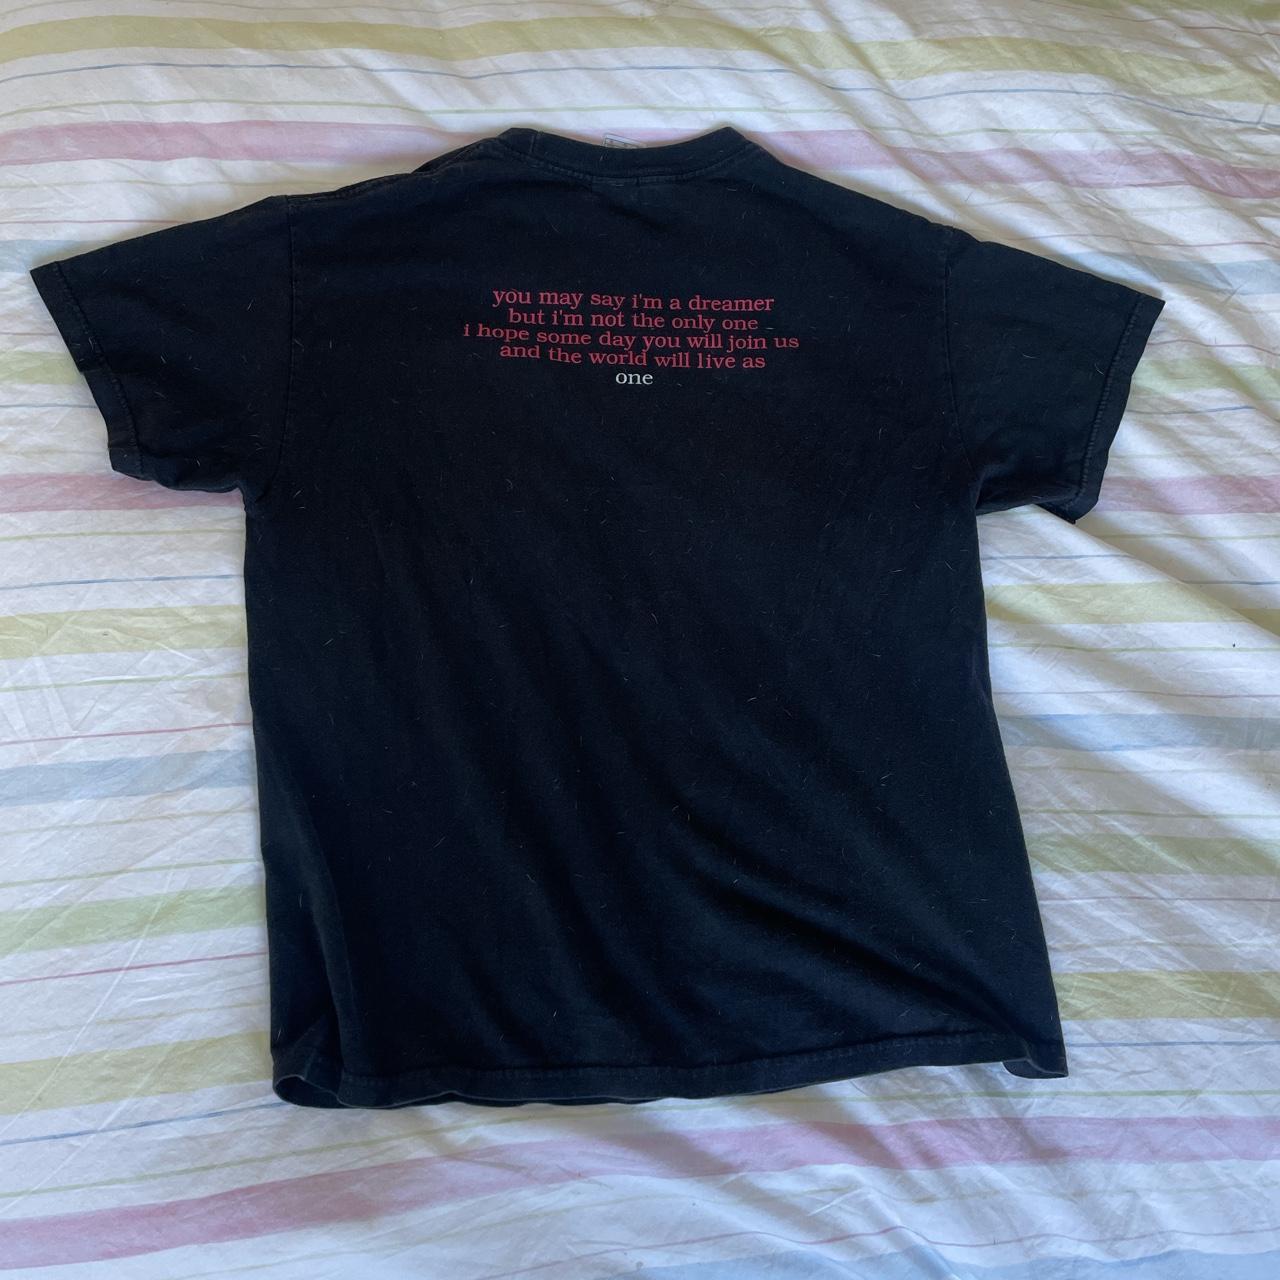 you may say i'm a dreamer
but i'm not the only one
i hope some day you will join us
and the world will live as
one